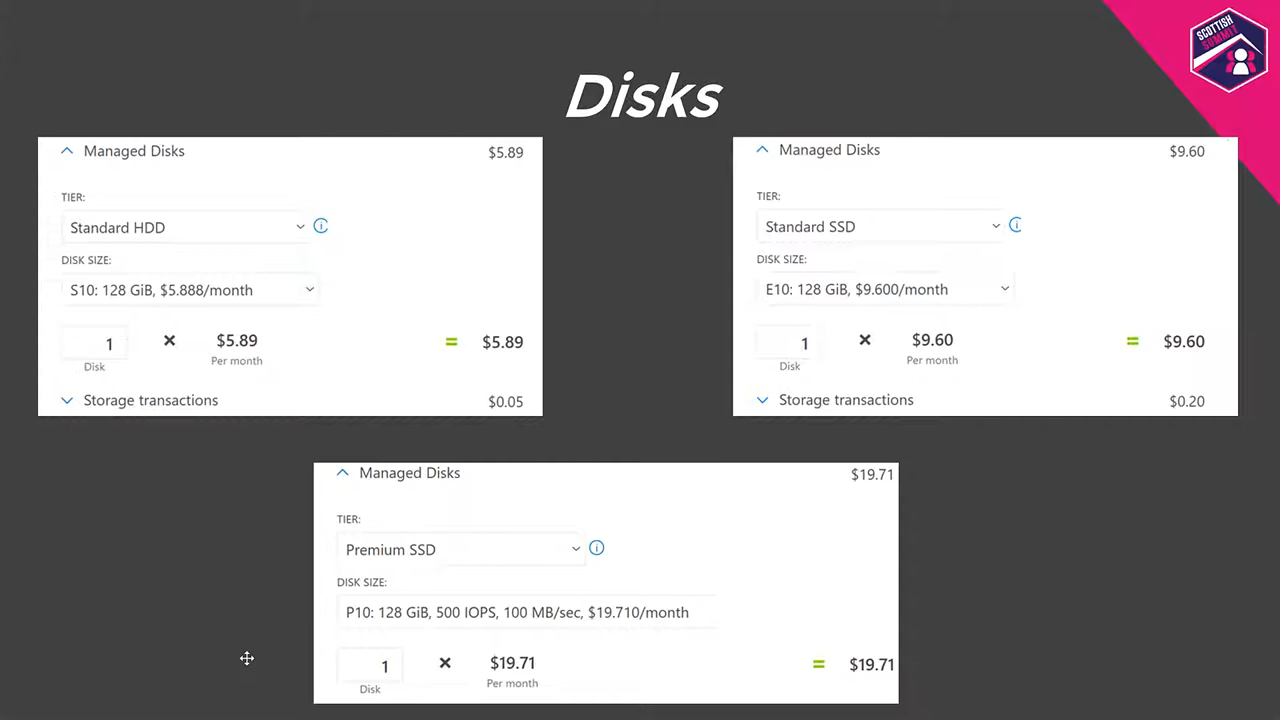 SCOTTISH
SUMMIT
Disks
Managed Disks $5.89
TIER:
Standard HDD
DISK SIZE:
S10: 128 GiB, $5.888/month
1 × $5.89 = $5.89
Disk Per month
Storage transactions $0.05
Managed Disks $9.60
TIER:
Standard SSD
DISK SIZE:
E10: 128 GiB, $9.600/month
1 × $9.60 = $9.60
Disk Per month
Storage transactions $0.20
Managed Disks $19.71
TIER:
Premium SSD
DISK SIZE:
P10: 128 GiB, 500 IOPS, 100 MB/sec, $19.710/month
1 × $19.71 = $19.71
Disk Per month